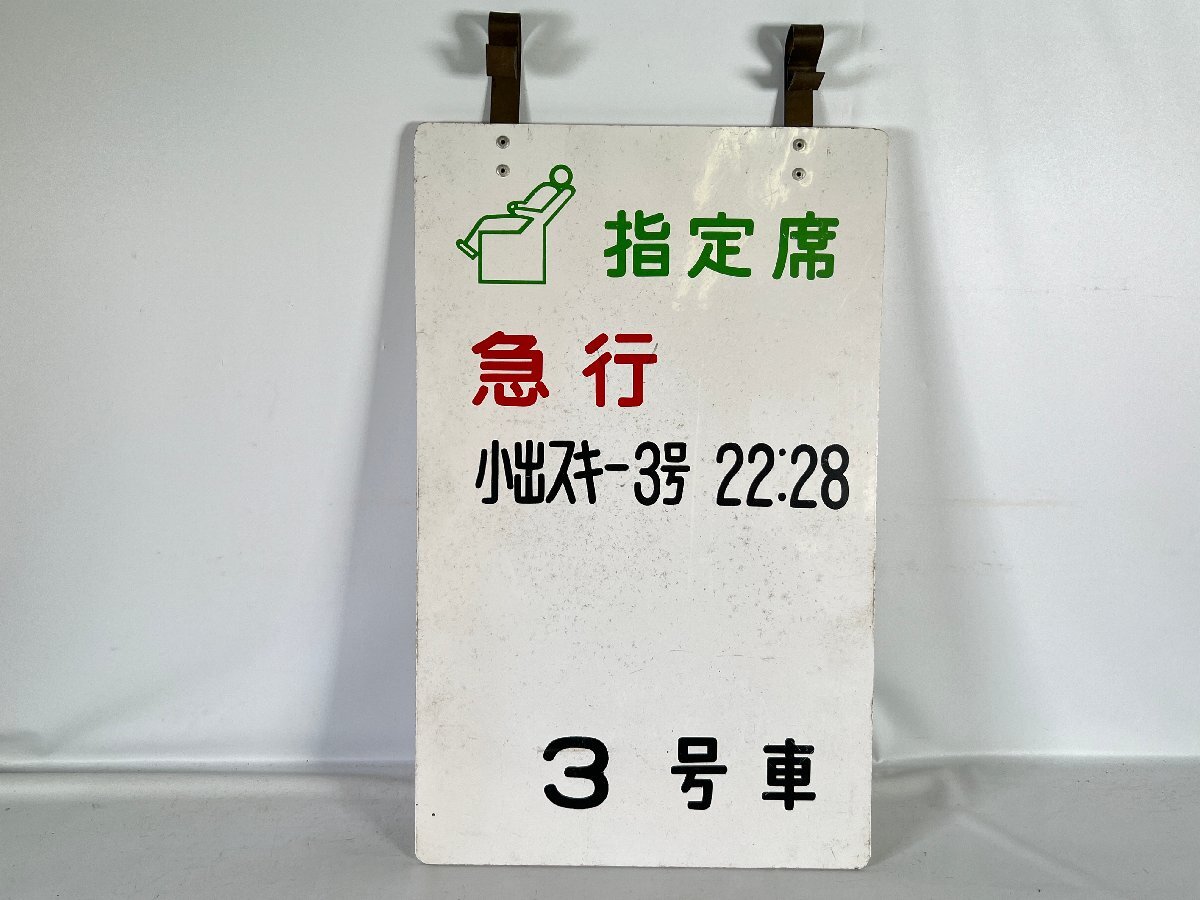 指定席
急行
小出スキー3号 22:28
3号車